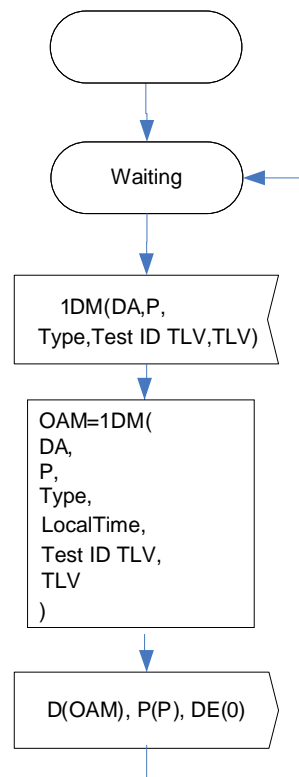 Waiting
1DM(DA,P,
Type,Test ID TLV,TLV)
OAM=1DM(
DA,
P,
Type,
LocalTime,
Test ID TLV,
TLV
)
D(OAM), P(P), DE(0)